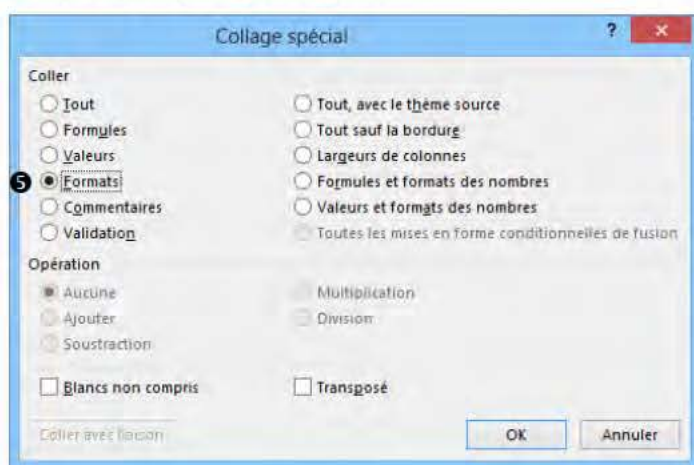 Collage spécial
?
Coller
Tout
Tout, avec le thème source
Formules
Tout sauf la bordure
Valeurs
Largeurs de colonnes
5 Formats
Formules et formats des nombres
Commentaires
Valeurs et formats des nombres
Validation
Toutes les mises en forme conditionnelles de fusion
Opération
Aucune
Multiplication
Ajouter
Division
Soustraction
Blancs non compris
Transposé
Coller avec liaison
OK
Annuler